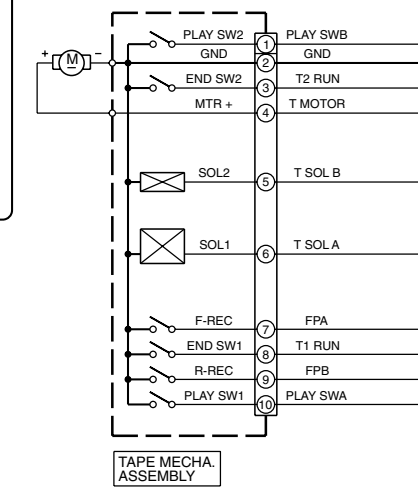 PLAY SW2 1 PLAY SWB
+ M - GND 2 GND
END SW2 3 T2 RUN
MTR + 4 T MOTOR
SOL2 5 T SOL B
SOL1 6 T SOL A
F-REC 7 FPA
END SW1 8 T1 RUN
R-REC 9 FPB
PLAY SW1 10 PLAY SWA
TAPE MECHA.
ASSEMBLY